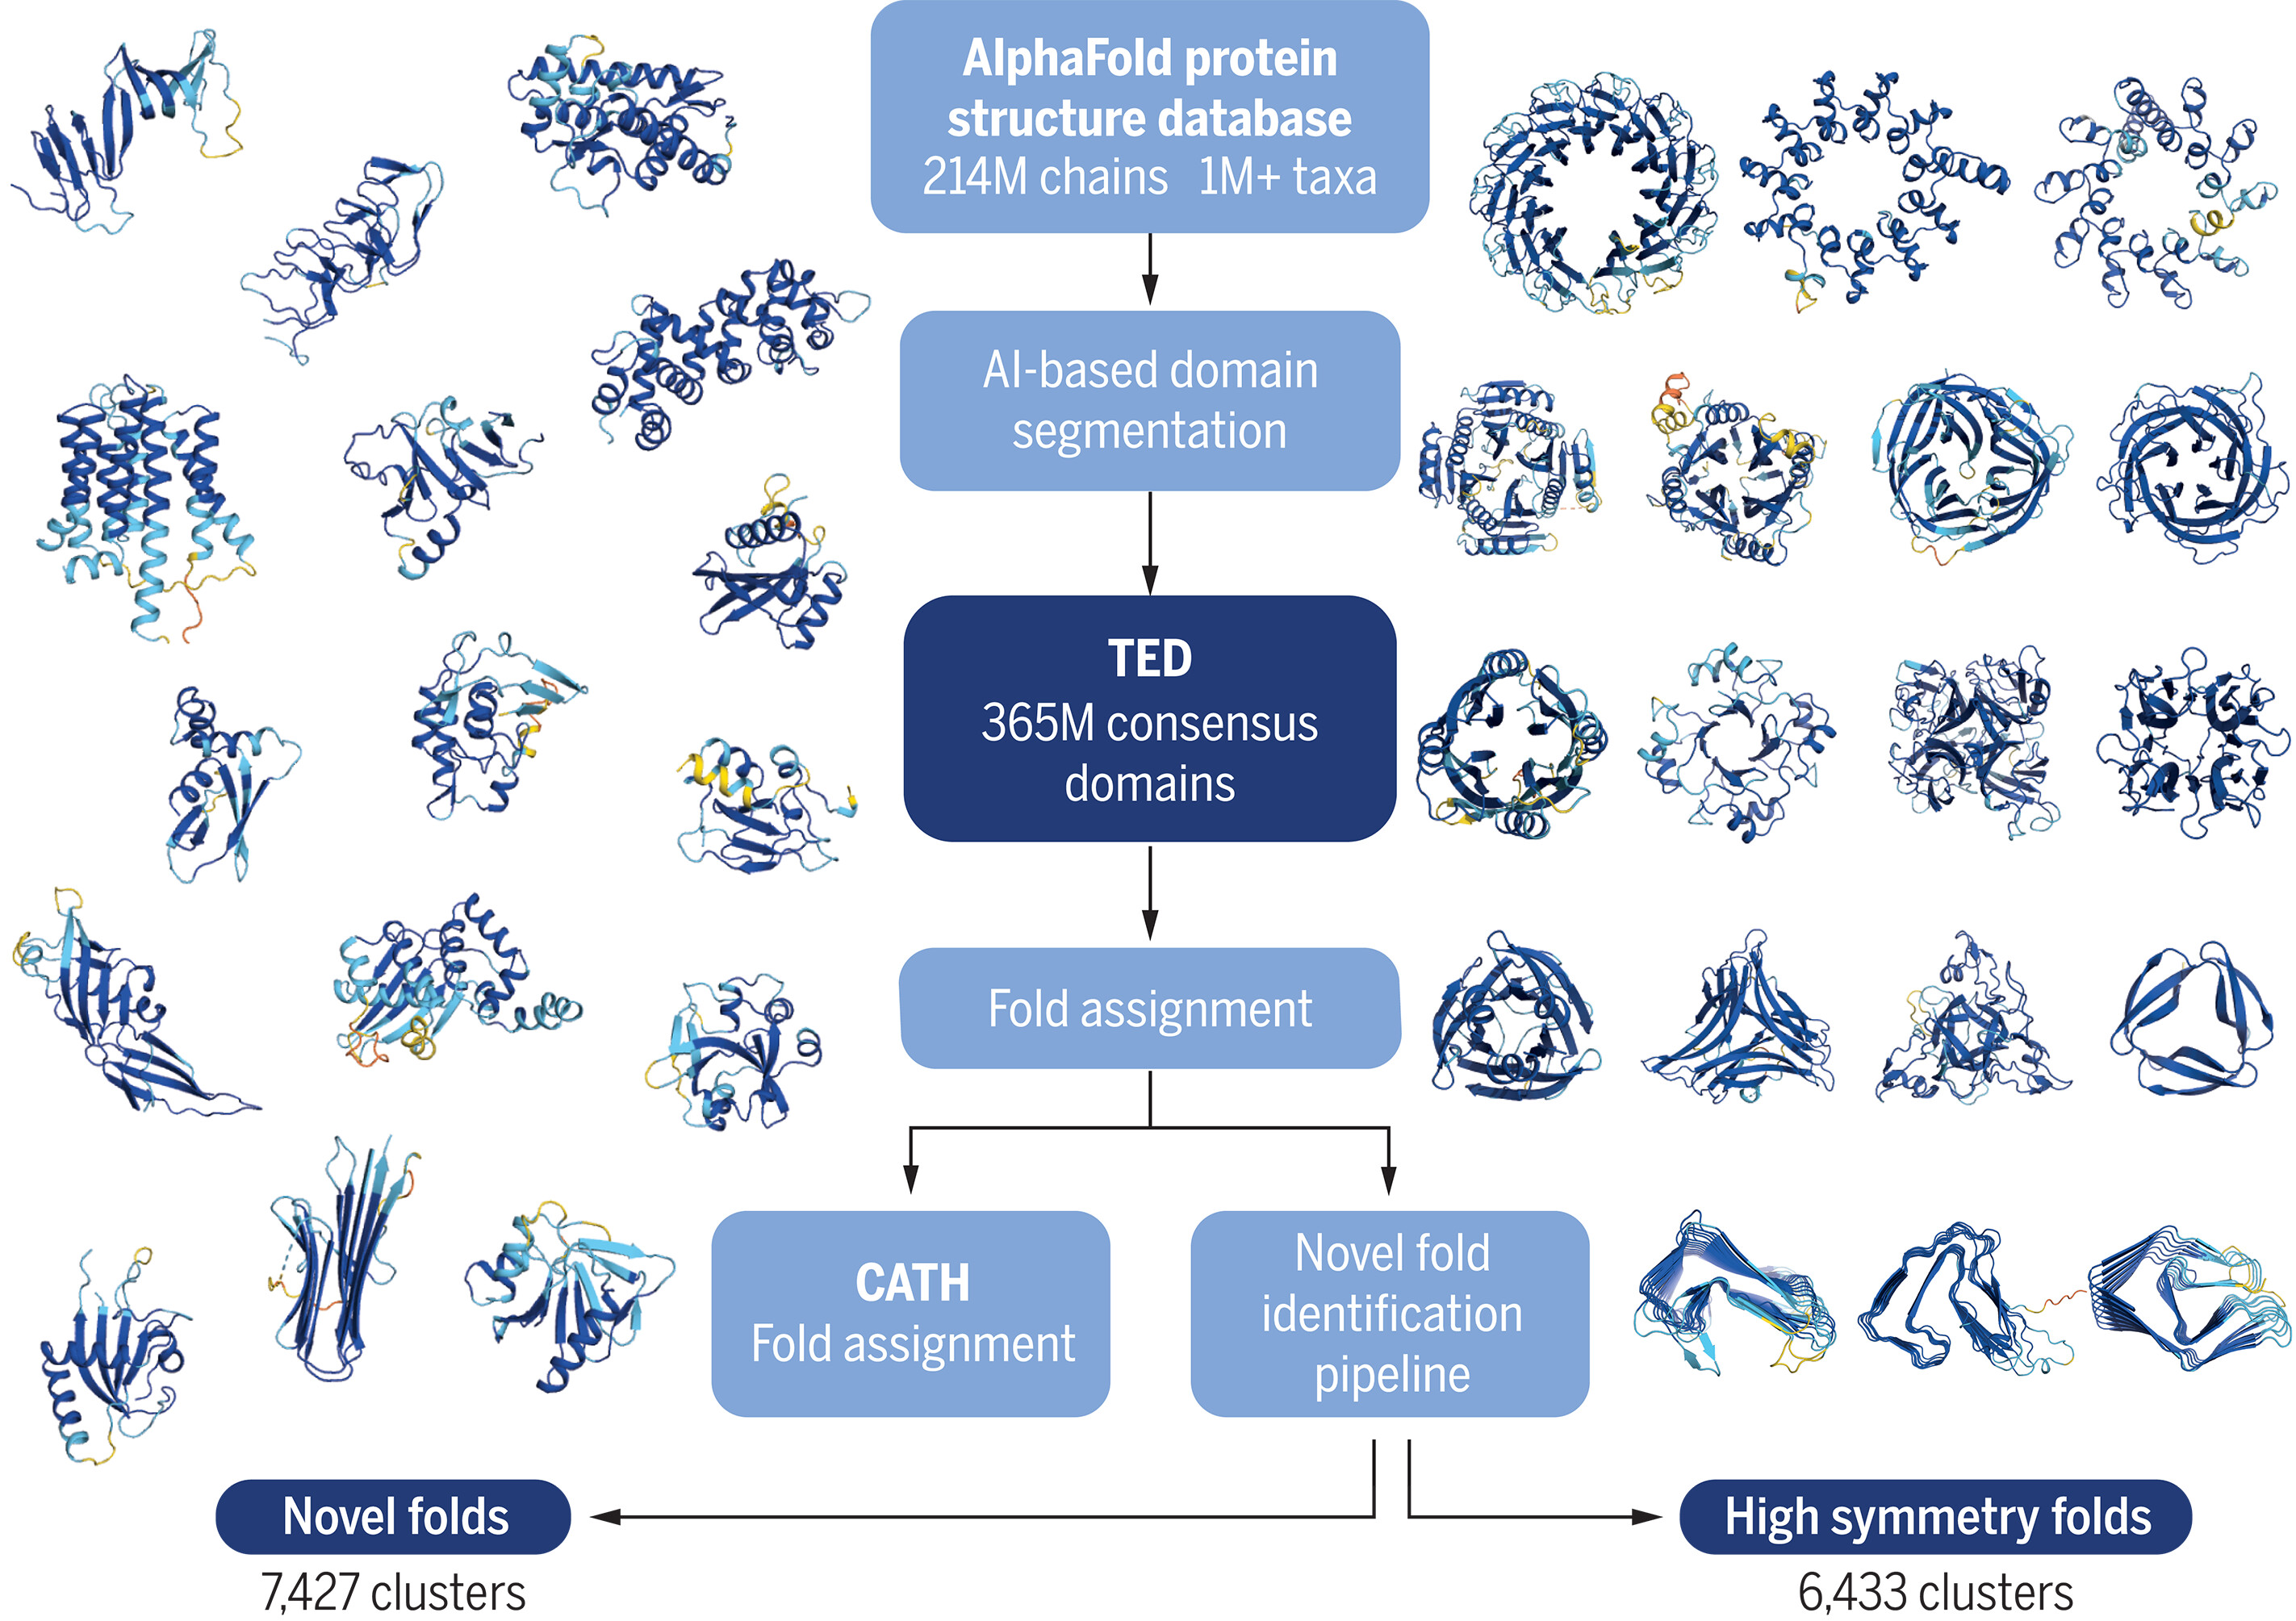 AlphaFold protein
structure database
214M chains 1M+ taxa
AI-based domain
segmentation
TED
365M consensus
domains
Fold assignment
CATH
Fold assignment
Novel fold
identification
pipeline
Novel folds
7,427 clusters
High symmetry folds
6,433 clusters